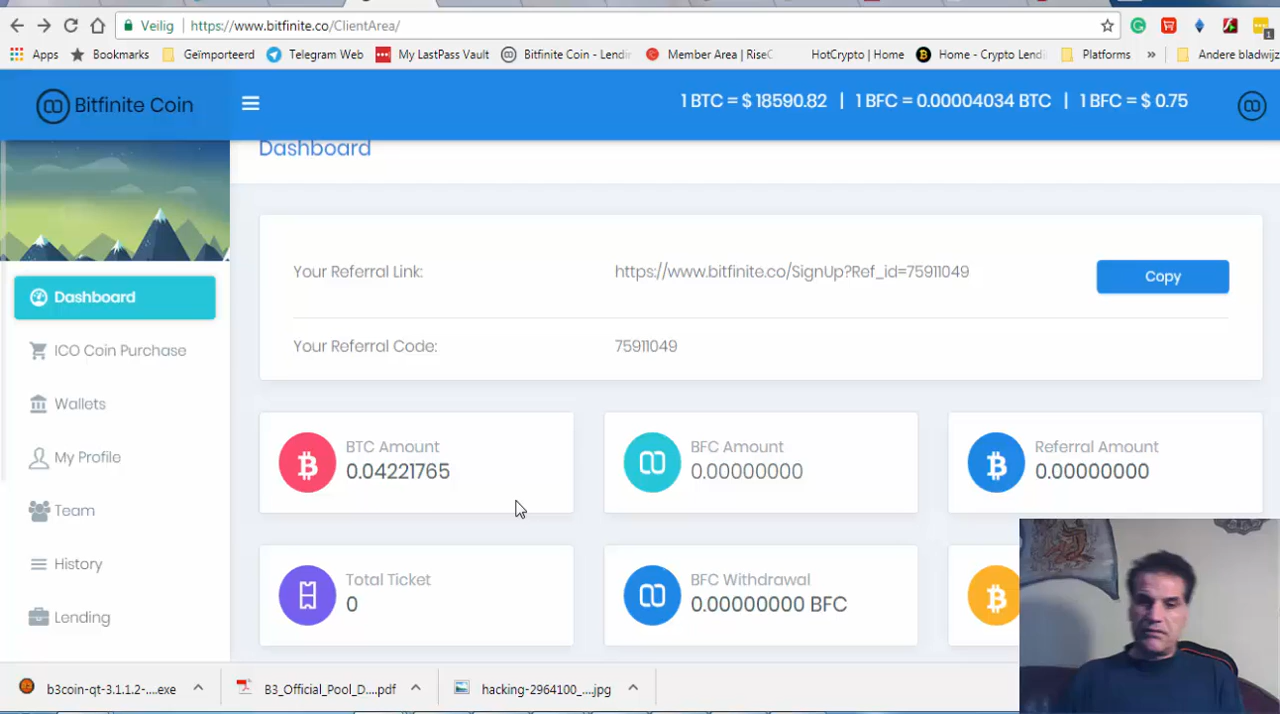 Veilig https://www.bitfinite.co/ClientArea/
Apps Bookmarks Geïmporteerd Telegram Web My LastPass Vault Bitfinite Coin - Lendin Member Area | RiseC HotCrypto | Home Home - Crypto Lendi Platforms » Andere bladwijz
1
Bitfinite Coin
1 BTC = $ 18590.82 | 1 BFC = 0.00004034 BTC | 1 BFC = $ 0.75
Dashboard
Your Referral Link: https://www.bitfinite.co/SignUp?Ref_id=75911049 Copy
Your Referral Code: 75911049
Dashboard
ICO Coin Purchase
Wallets
My Profile
Team
History
Lending
BTC Amount
0.04221765
BFC Amount
0.00000000
Referral Amount
0.00000000
Total Ticket
0
BFC Withdrawal
0.00000000 BFC
b3coin-qt-3.1.1.2-....exe B3_Official_Pool_D....pdf hacking-2964100_....jpg